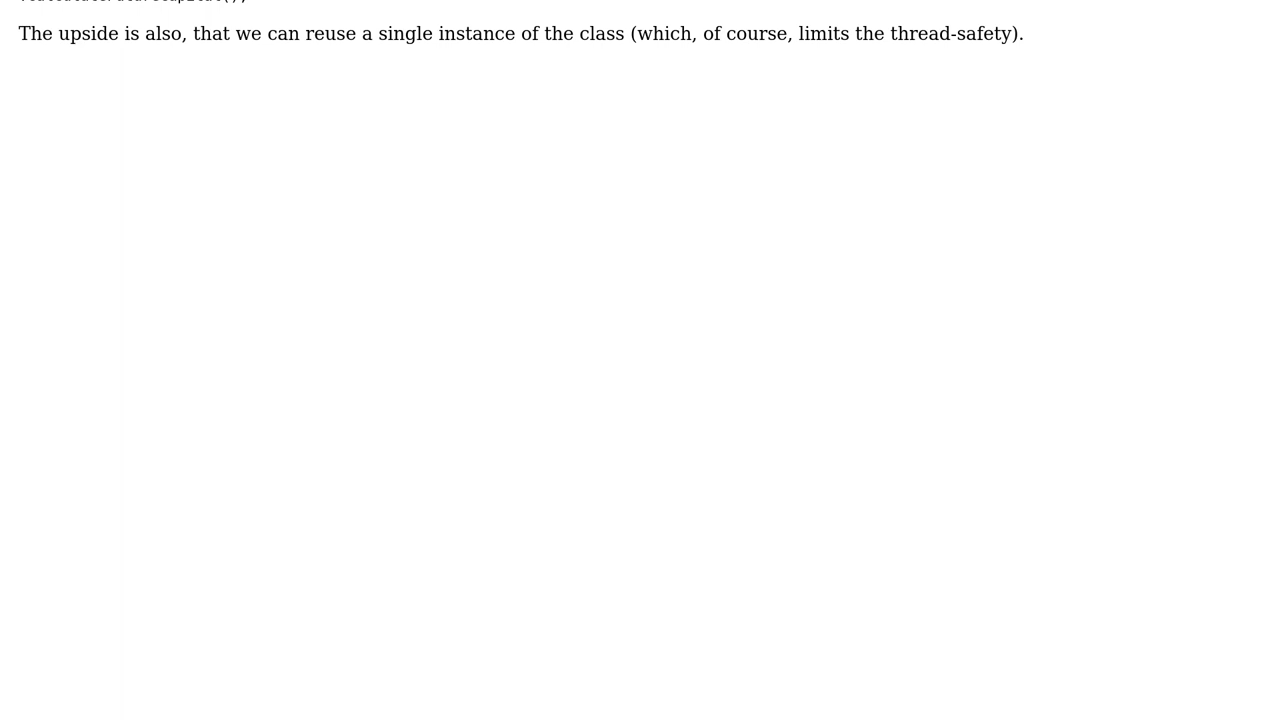 The upside is also, that we can reuse a single instance of the class (which, of course, limits the thread-safety).